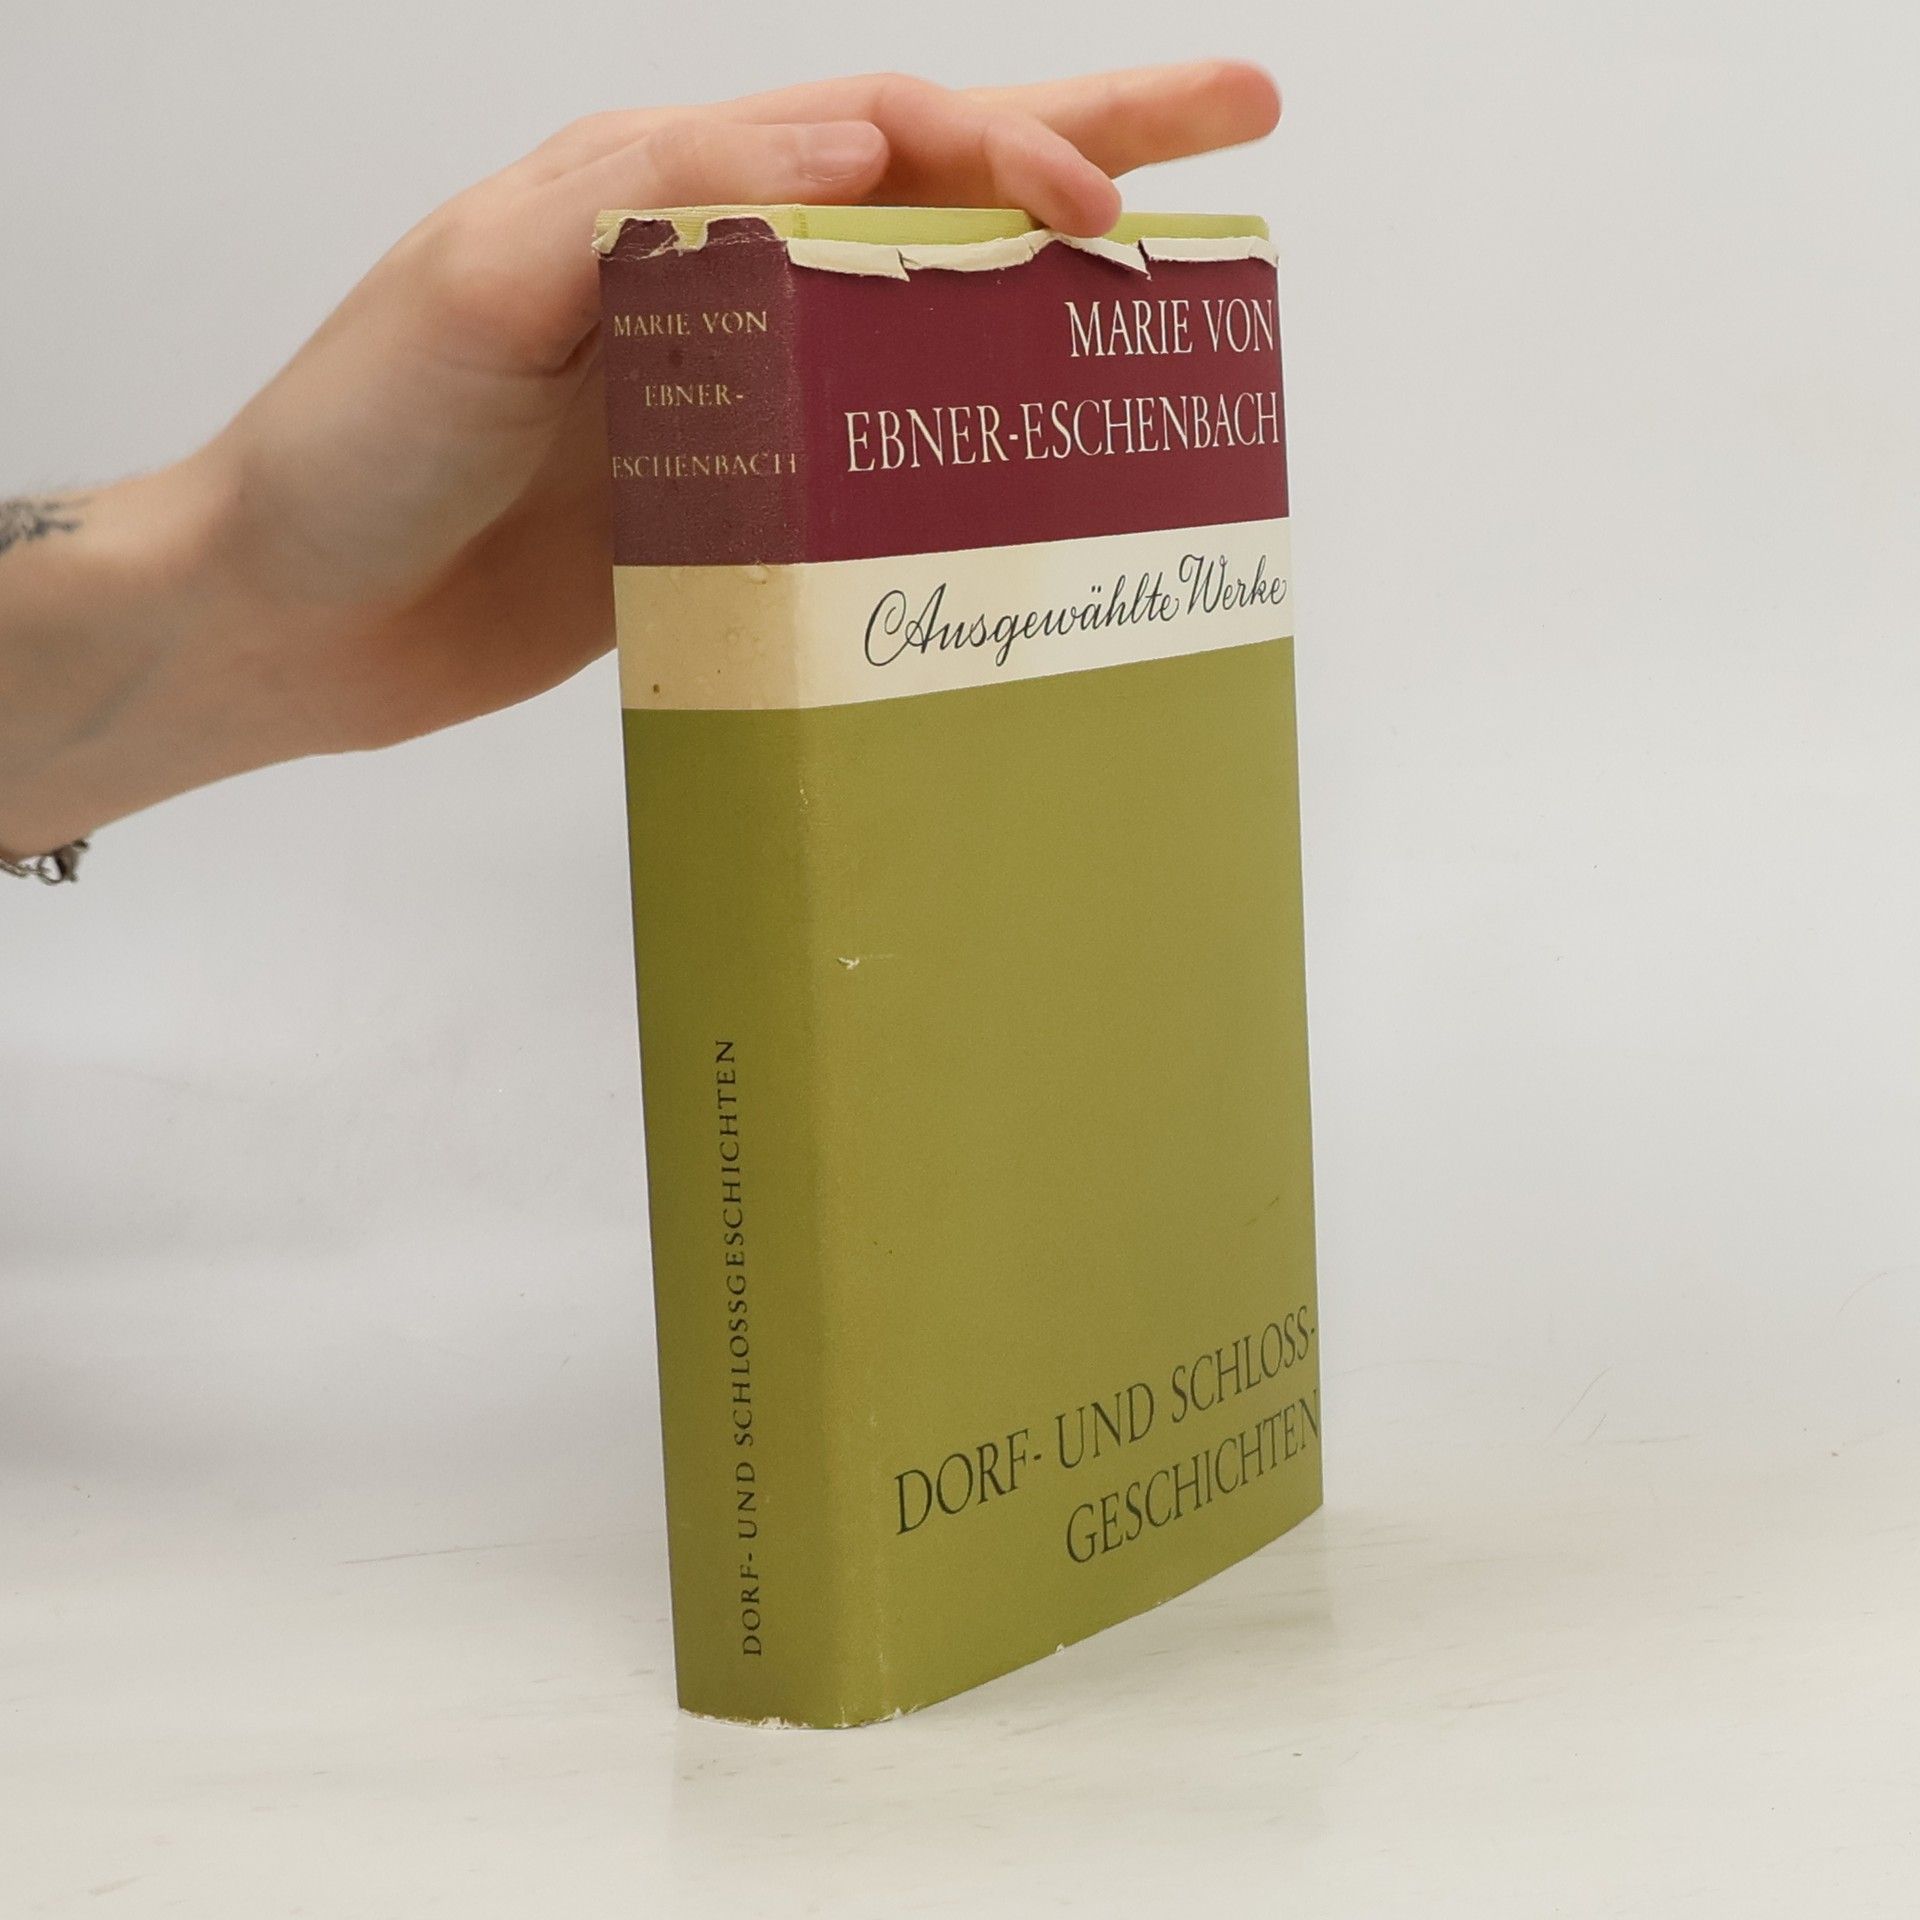 MARIE VON
EBNER-
ESCHENBACH
DORF- UND SCHLOSSGESCHICHTEN
MARIE VON
EBNER-ESCHENBACH
Ausgewählte Werke
DORF- UND SCHLOSS-
GESCHICHTEN